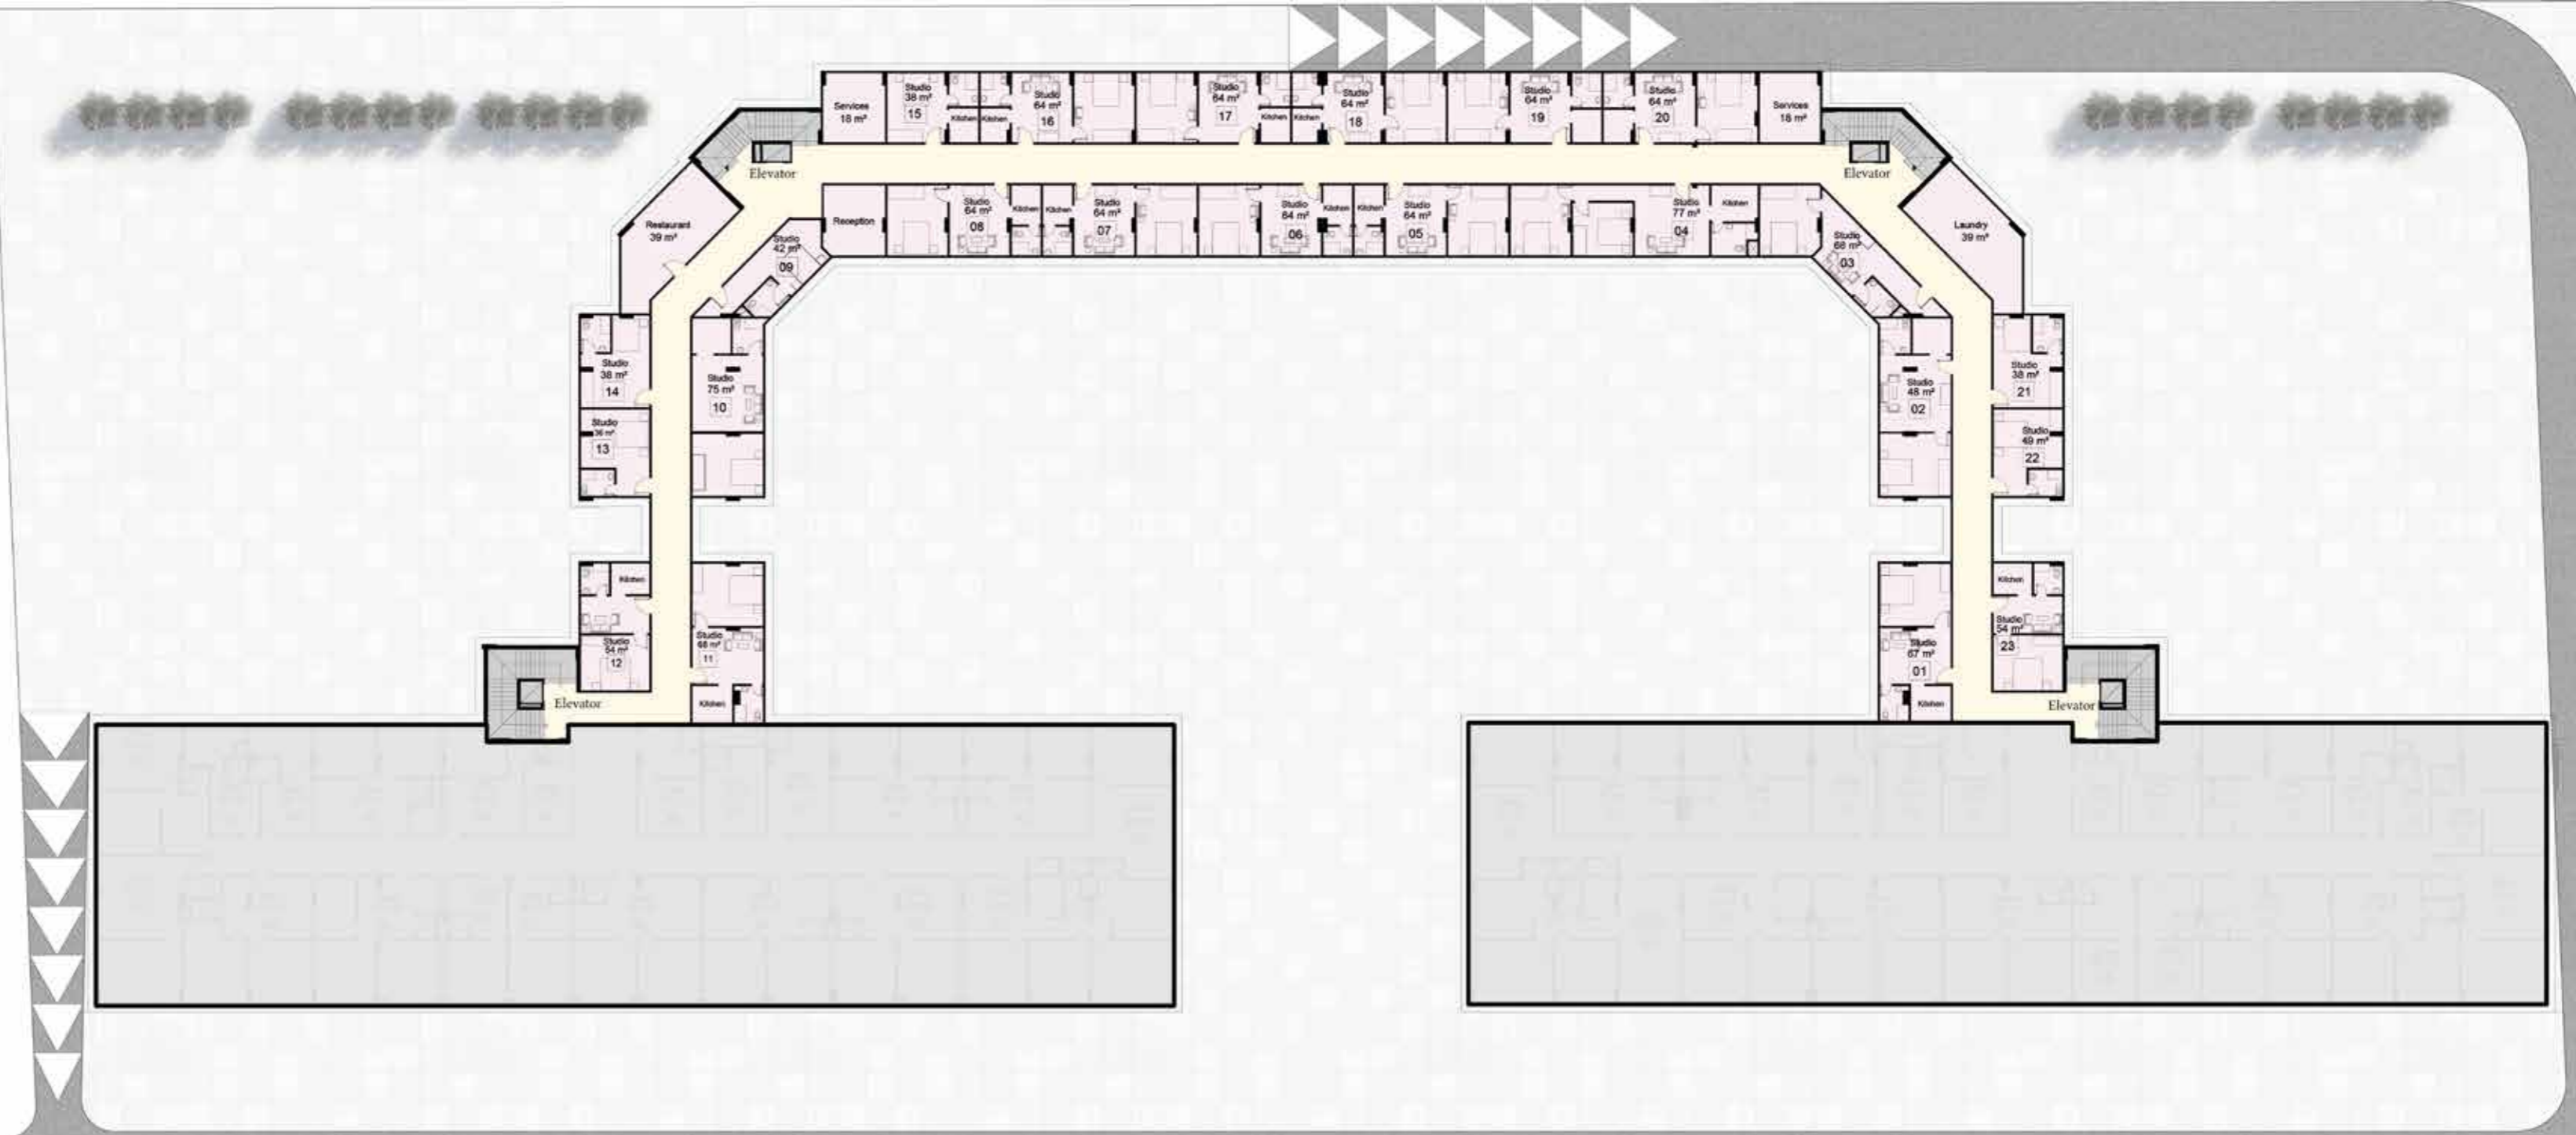 Services
18 m²
Studio
38 m²
15
Kitchen
Kitchen
Studio
64 m²
16
Studio
64 m²
17
Kitchen
Kitchen
Studio
64 m²
18
Studio
64 m²
19
Studio
64 m²
20
Services
18 m²
Elevator
Elevator
Restaurant
39 m²
Studio
42 m²
09
Reception
Studio
64 m²
08
Kitchen
Kitchen
Studio
64 m²
07
Studio
64 m²
06
Kitchen
Kitchen
Studio
64 m²
05
Studio
77 m²
04
Kitchen
Studio
68 m²
03
Laundry
39 m²
Studio
38 m²
14
Studio
75 m²
10
Studio
48 m²
02
Studio
38 m²
21
Studio
36 m²
13
Studio
49 m²
22
Kitchen
Studio
54 m²
12
Studio
68 m²
11
Kitchen
Elevator
Studio
67 m²
01
Kitchen
Kitchen
Studio
54 m²
23
Elevator